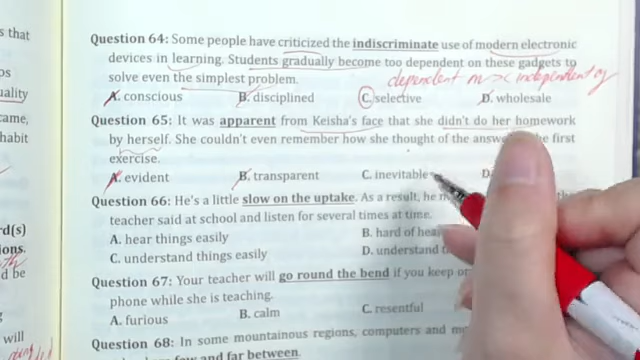 s that
Question 64: Some people have criticized the indiscriminate use of modern electronic
devices in learning. Students gradually become too dependent on these gadgets to
solve even the simplest problem.
dependent on >< independent of
A. conscious B. disciplined C. selective D. wholesale
uality
came,
habit
Question 65: It was apparent from Keisha's face that she didn't do her homework
by herself. She couldn't even remember how she thought of the first
exercise.
A. evident B. transparent C. inevitable D.
Question 66: He's a little slow on the uptake. As a result, he
teacher said at school and listen for several times at time.
A. hear things easily B. hard of
C. understand things easily D. understand
rd(s)
ions.
d be
Question 67: Your teacher will go round the bend if you keep
phone while she is teaching.
A. furious B. calm C. resentful
will
Question 68: In some mountainous regions, computers and
few and far between.